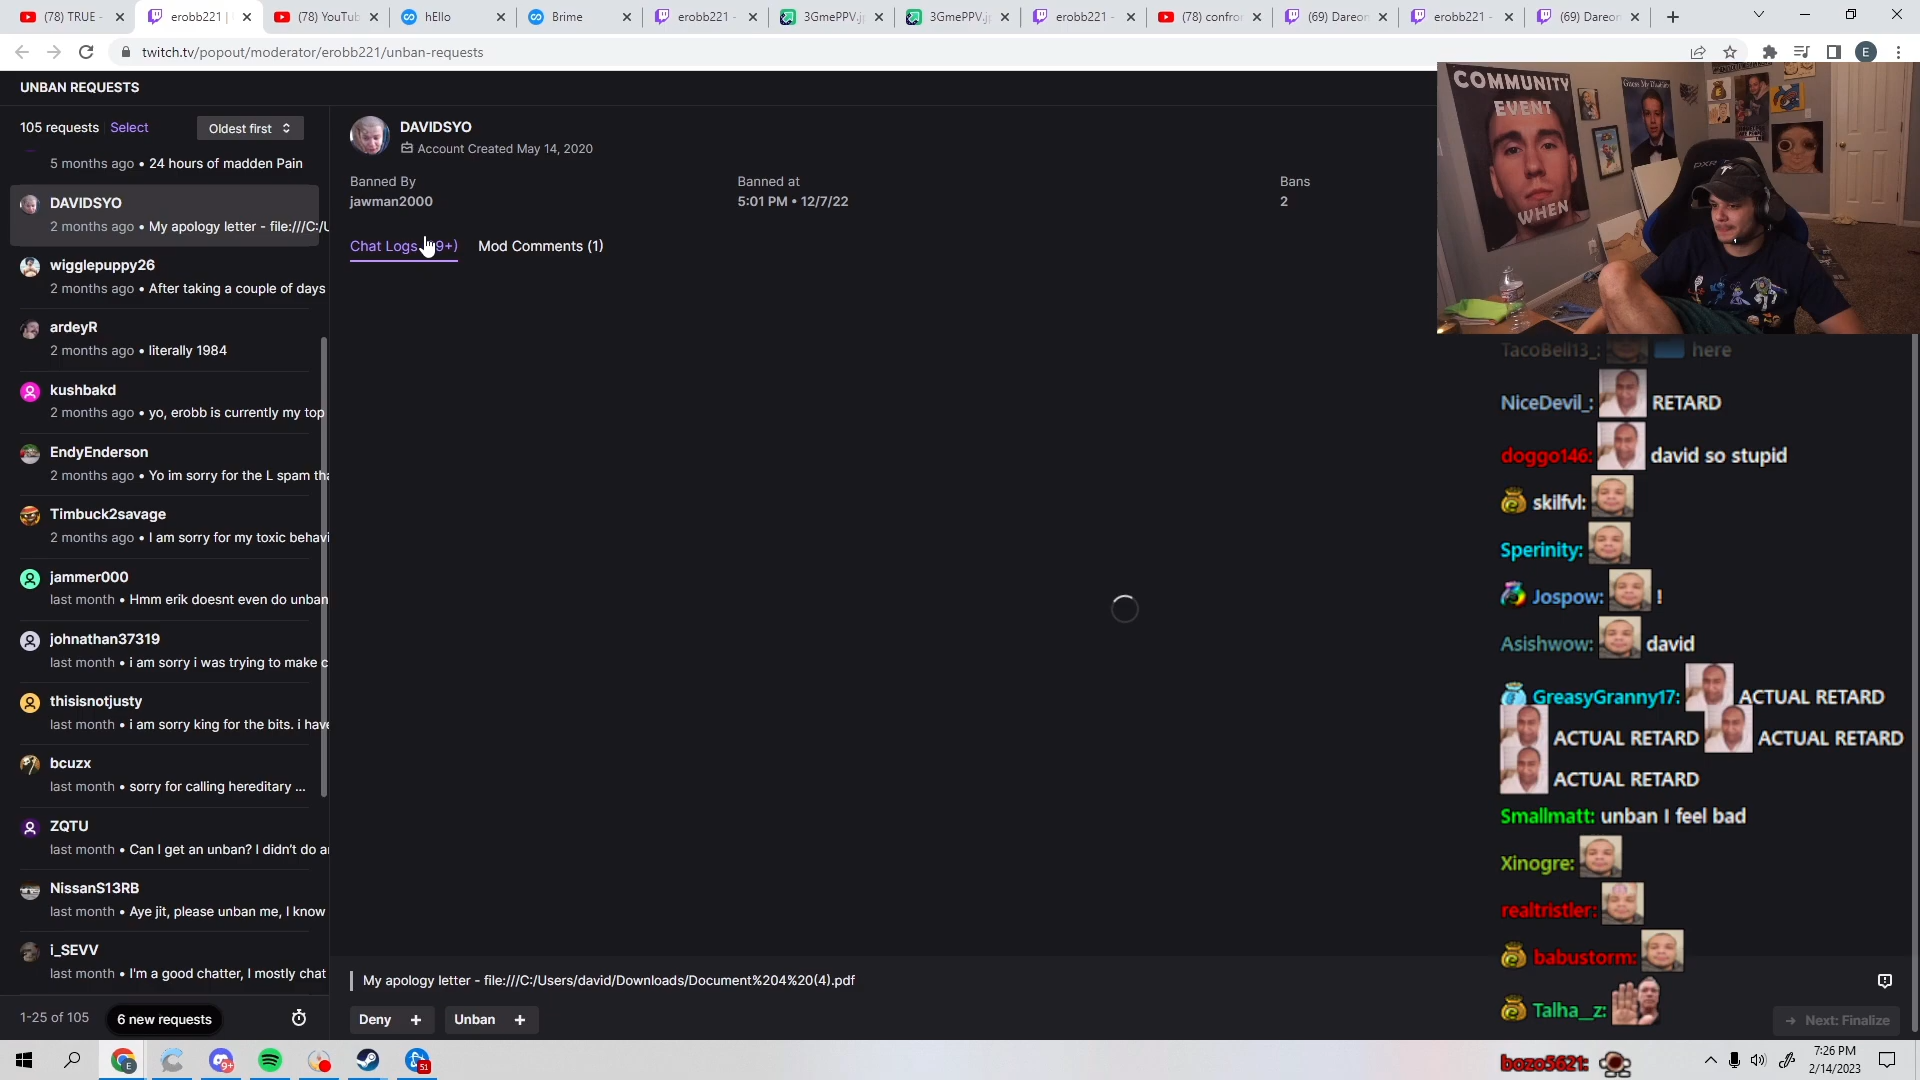 (78) TRUE -
erobb221 |
(78) YouTub
hEllo
Brime
erobb221 -
3GmePPV.j
3GmePPV.j
erobb221 -
(78) confro
(69) Dareon
erobb221 -
(69) Dareon
twitch.tv/popout/moderator/erobb221/unban-requests
E
UNBAN REQUESTS
105 requests Select
Oldest first
5 months ago • 24 hours of madden Pain
DAVIDSYO
2 months ago • My apology letter - file:///C:/U
wigglepuppy26
2 months ago • After taking a couple of days
ardeyR
2 months ago • literally 1984
kushbakd
2 months ago • yo, erobb is currently my top
EndyEnderson
2 months ago • Yo im sorry for the L spam tha
Timbuck2savage
2 months ago • I am sorry for my toxic behavi
jammer000
last month • Hmm erik doesnt even do unban
johnathan37319
last month • i am sorry i was trying to make c
thisisnotjusty
last month • i am sorry king for the bits. i have
bcuzx
last month • sorry for calling hereditary ...
ZQTU
last month • Can I get an unban? I didn't do a
NissanS13RB
last month • Aye jit, please unban me, I know
i_SEVV
last month • I'm a good chatter, I mostly chat
1-25 of 105
6 new requests
DAVIDSYO
Account Created May 14, 2020
Banned By
jawman2000
Banned at
5:01 PM • 12/7/22
Bans
2
Chat Logs 9+)
Mod Comments (1)
My apology letter - file:///C:/Users/david/Downloads/Document%204%20(4).pdf
Deny +
Unban +
→ Next: Finalize
COMMUNITY
EVENT
WHEN
DXR
TacoBell13_: here
NiceDevil_: RETARD
doggo146: david so stupid
skilfvl:
Sperinity:
Jospow: !
Asishwow: david
GreasyGranny17: ACTUAL RETARD
ACTUAL RETARD ACTUAL RETARD
ACTUAL RETARD
Smallmatt: unban I feel bad
Xinogre:
realtristler:
babustorm:
Talha__z:
bozo5621:
E
9+
51
7:26 PM
2/14/2023